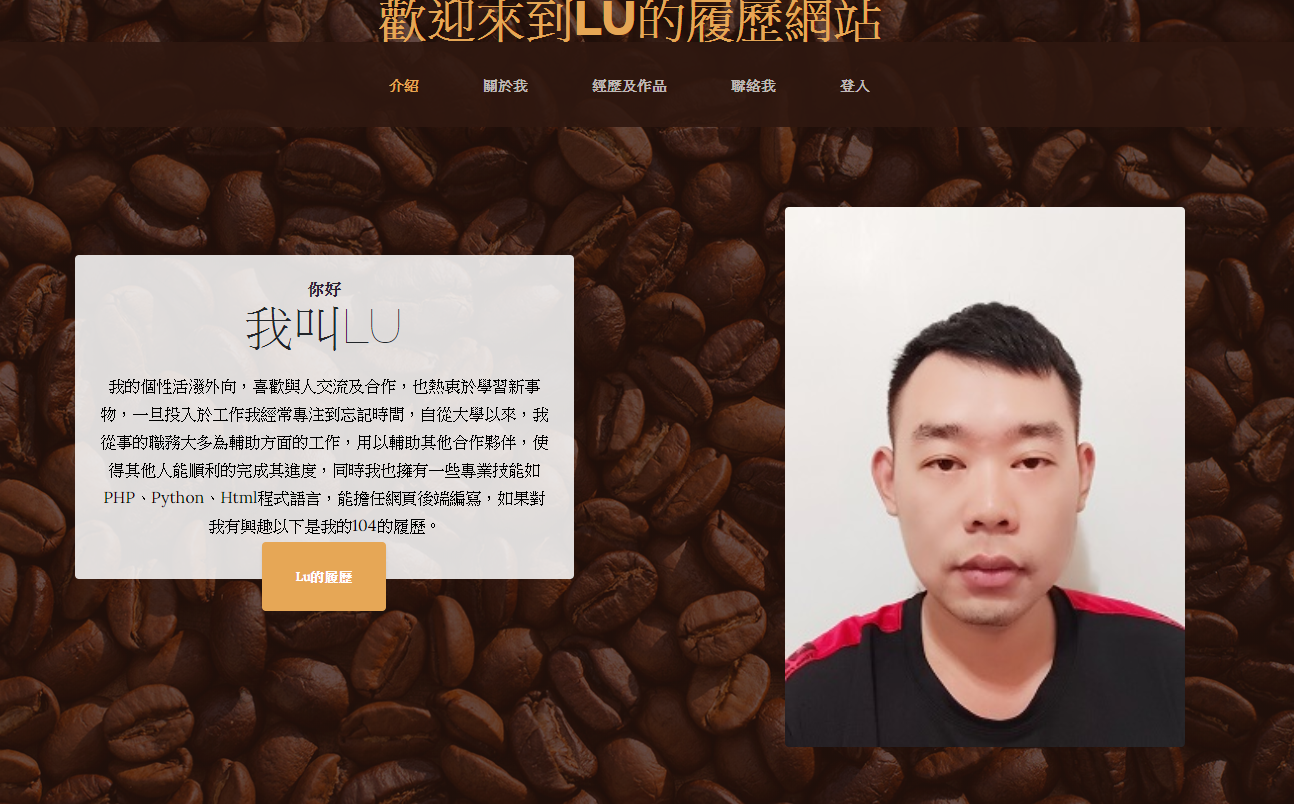 歡迎來到LU的履歷網站
介紹 關於我 經歷及作品 聯絡我 登入
你好
我叫LU
我的個性活潑外向，喜歡與人交流及合作，也熱衷於學習新事
物，一旦投入於工作我經常專注到忘記時間，自從大學以來，我
從事的職務大多為輔助方面的工作，用以輔助其他合作夥伴，使
得其他人能順利的完成其進度，同時我也擁有一些專業技能如
PHP、Python、Html程式語言，能擔任網頁後端編寫，如果對
我有興趣以下是我的104的履歷。
Lu的履歷